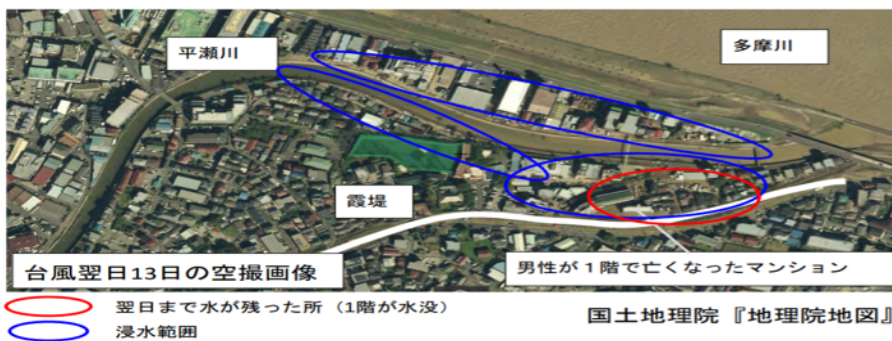 平瀬川
多摩川
霞堤
台風翌日13日の空撮画像
男性が１階で亡くなったマンション
翌日まで水が残った所（1階が水没）
浸水範囲
国土地理院『地理院地図』